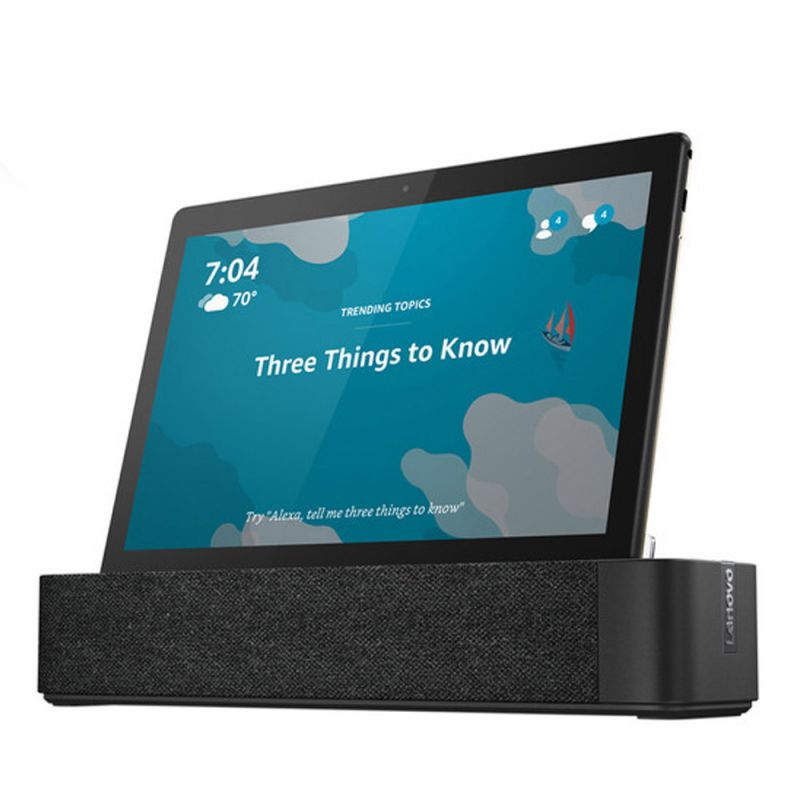 7:04
70°
4
4
TRENDING TOPICS
Three Things to Know
Try "Alexa, tell me three things to know"
Lenovo